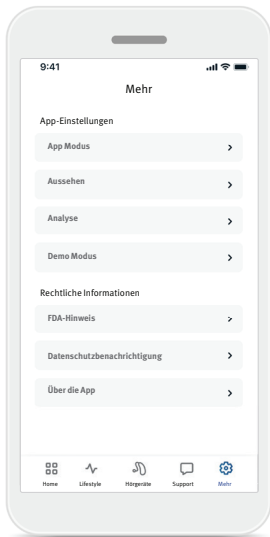 9:41
Mehr
App-Einstellungen
App Modus
Aussehen
Analyse
Demo Modus
Rechtliche Informationen
FDA-Hinweis
Datenschutzbenachrichtigung
Über die App
Home Lifestyle Hörgeräte Support Mehr